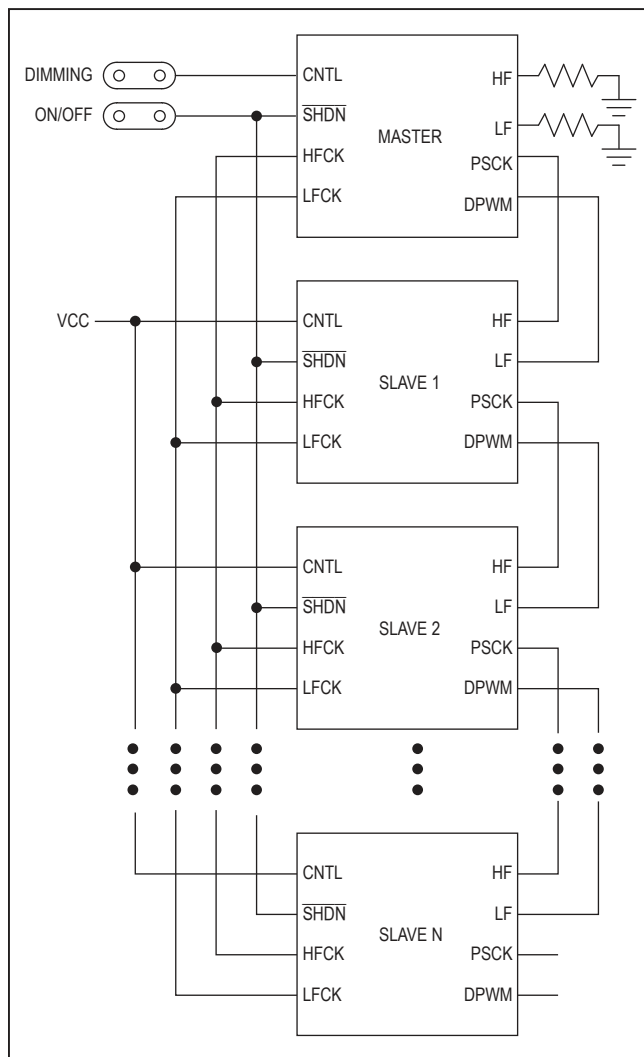 DIMMING
ON/OFF
CNTL
SHDN
HFCK
LFCK
MASTER
HF
LF
PSCK
DPWM
VCC
CNTL
SHDN
HFCK
LFCK
SLAVE 1
HF
LF
PSCK
DPWM
CNTL
SHDN
HFCK
LFCK
SLAVE 2
HF
LF
PSCK
DPWM
CNTL
SHDN
HFCK
LFCK
SLAVE N
HF
LF
PSCK
DPWM